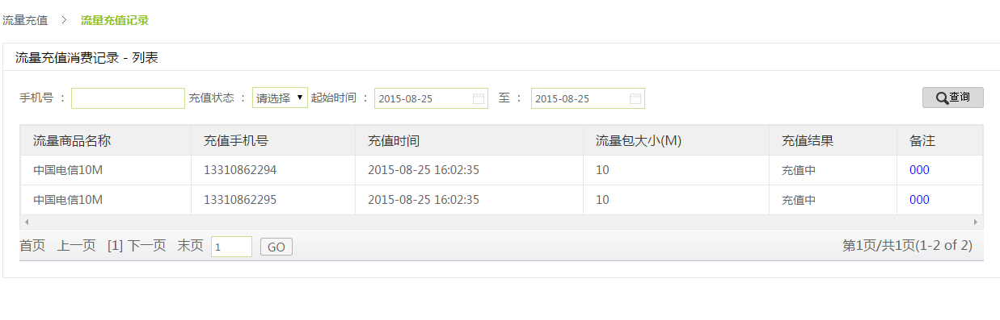 流量充值 > 流量充值记录
流量充值消费记录 - 列表
手机号 ： 充值状态 ： 请选择 起始时间 ： 2015-08-25 至 ： 2015-08-25 查询
流量商品名称 充值手机号 充值时间 流量包大小(M) 充值结果 备注
中国电信10M 13310862294 2015-08-25 16:02:35 10 充值中 000
中国电信10M 13310862295 2015-08-25 16:02:35 10 充值中 000
首页 上一页 [1] 下一页 末页 1 GO 第1页/共1页(1-2 of 2)